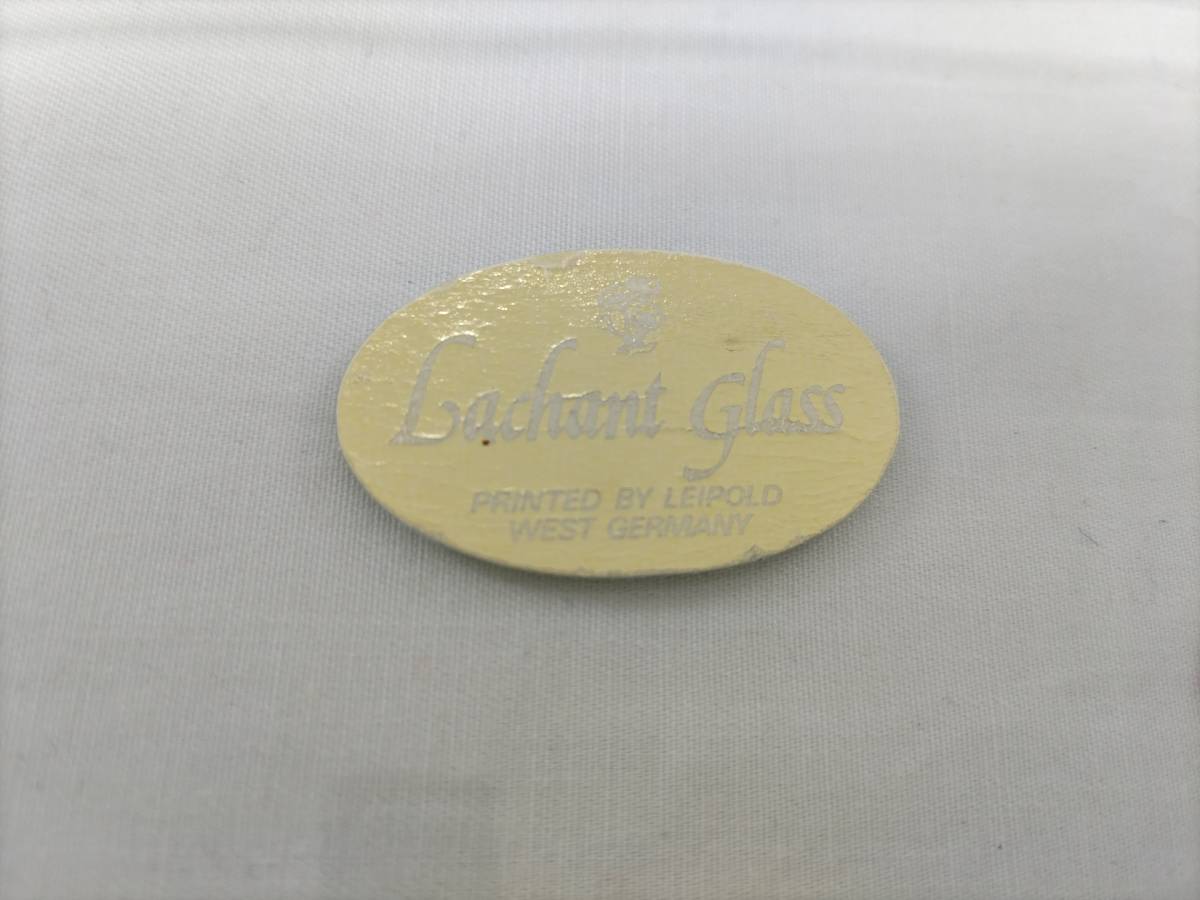 Lachant Glass
PRINTED BY LEIPOLD
WEST GERMANY